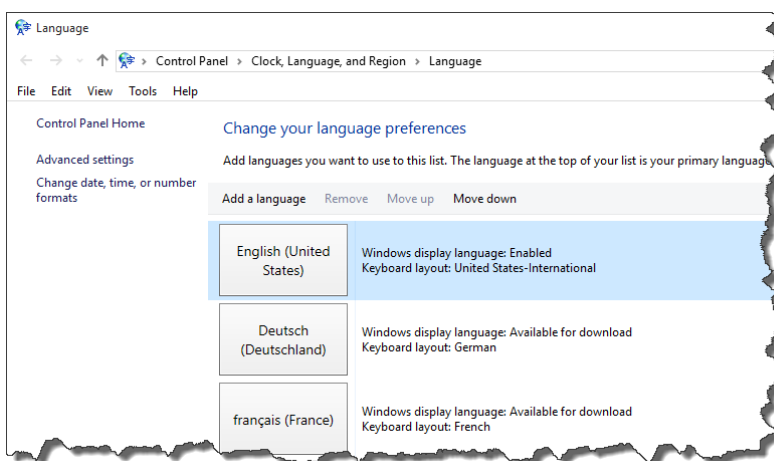 Language
Control Panel › Clock, Language, and Region › Language
File Edit View Tools Help
Control Panel Home
Advanced settings
Change date, time, or number
formats
Change your language preferences
Add languages you want to use to this list. The language at the top of your list is your primary language
Add a language Remove Move up Move down
English (United
States)
Windows display language: Enabled
Keyboard layout: United States-International
Deutsch
(Deutschland)
Windows display language: Available for download
Keyboard layout: German
français (France)
Windows display language: Available for download
Keyboard layout: French